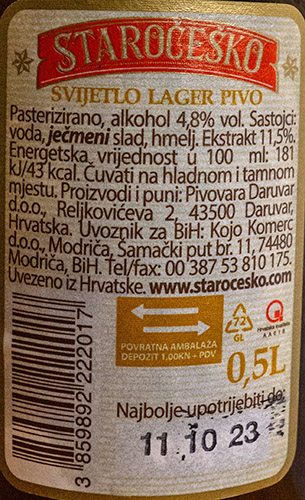 STAROČEŠKO
SVIJETLO LAGER PIVO
Pasterizirano, alkohol 4,8% vol. Sastojci:
voda, ječmeni slad, hmelj. Ekstrakt 11,5%
Energetska vrijednost u 100 ml: 181
kJ/43 kcal. Čuvati na hladnom i tamnom
mjestu. Proizvodi i puni: Pivovara Daruvar
d.o.o., Reljkovićeva 2, 43500 Daruvar,
Hrvatska. Uvoznik za BiH: Kojo Komerc
d.o.o., Modriča, Šamački put br. 11, 74480
Modriča, BiH. Tel/fax: 00 387 53 810 175.
Uvezeno iz Hrvatske. www.starocesko.com
3 859892 222017
POVRATNA AMBALAŽA
DEPOZIT 1,00KN + PDV
72
GL
Hrvatska kvaliteta
0,5L
Najbolje upotrijebiti do:
11 10 23